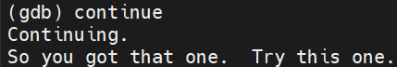 (gdb) continue
Continuing.
So you got that one.  Try this one.